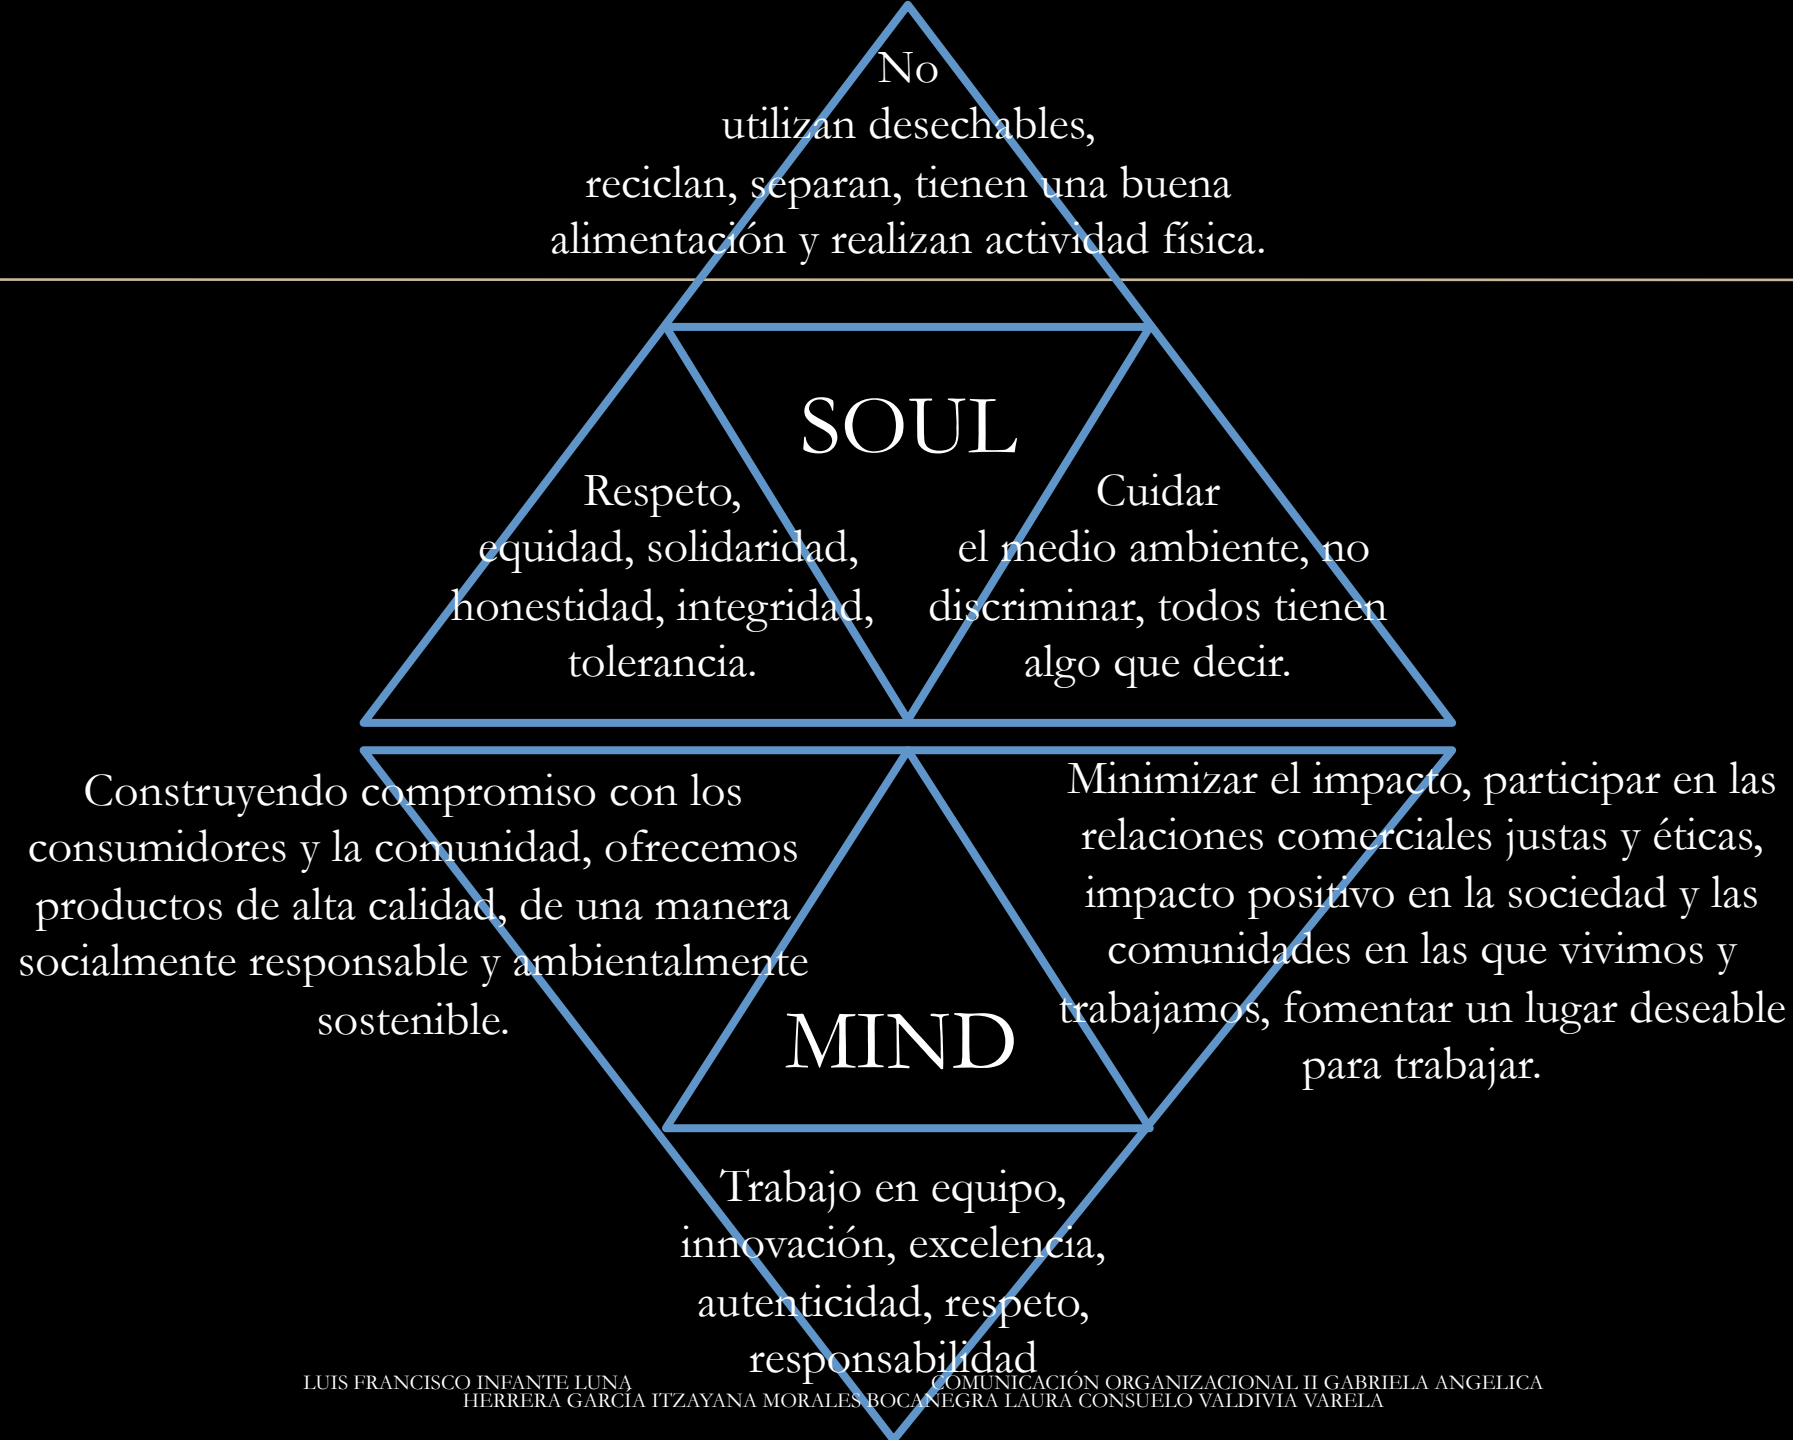 No
utilizan desechables,
reciclan, separan, tienen una buena
alimentación y realizan actividad física.
SOUL
Respeto,
equidad, solidaridad,
honestidad, integridad,
tolerancia.
Cuidar
el medio ambiente, no
discriminar, todos tienen
algo que decir.
Construyendo compromiso con los
consumidores y la comunidad, ofrecemos
productos de alta calidad, de una manera
socialmente responsable y ambientalmente
sostenible.
Minimizar el impacto, participar en las
relaciones comerciales justas y éticas,
impacto positivo en la sociedad y las
comunidades en las que vivimos y
trabajamos, fomentar un lugar deseable
para trabajar.
MIND
Trabajo en equipo,
innovación, excelencia,
autenticidad, respeto,
responsabilidad
LUIS FRANCISCO INFANTE LUNA COMUNICACIÓN ORGANIZACIONAL II GABRIELA ANGELICA
HERRERA GARCÍA ITZAYANA MORALES BOCANEGRA LAURA CONSUELO VALDIVIA VARELA